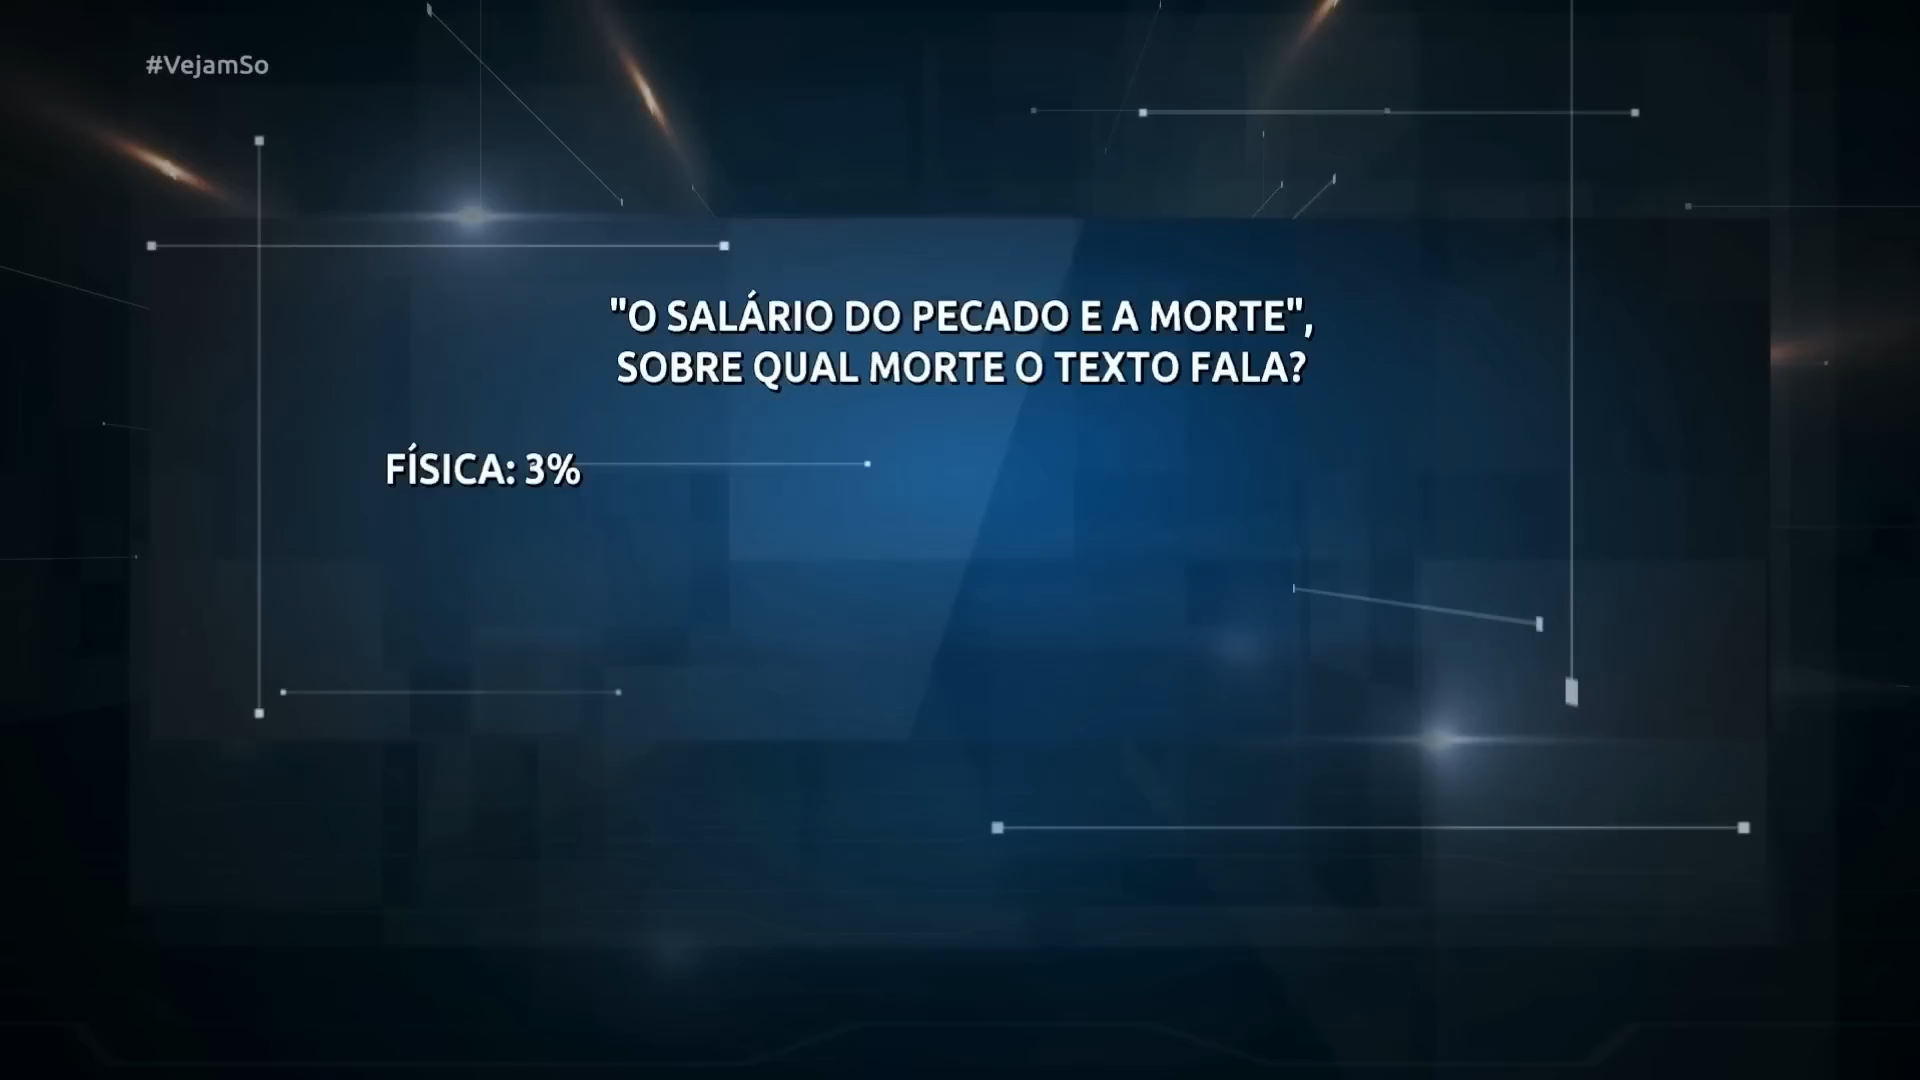 #VejamSo
"O SALÁRIO DO PECADO E A MORTE",
SOBRE QUAL MORTE O TEXTO FALA?
FÍSICA: 3%